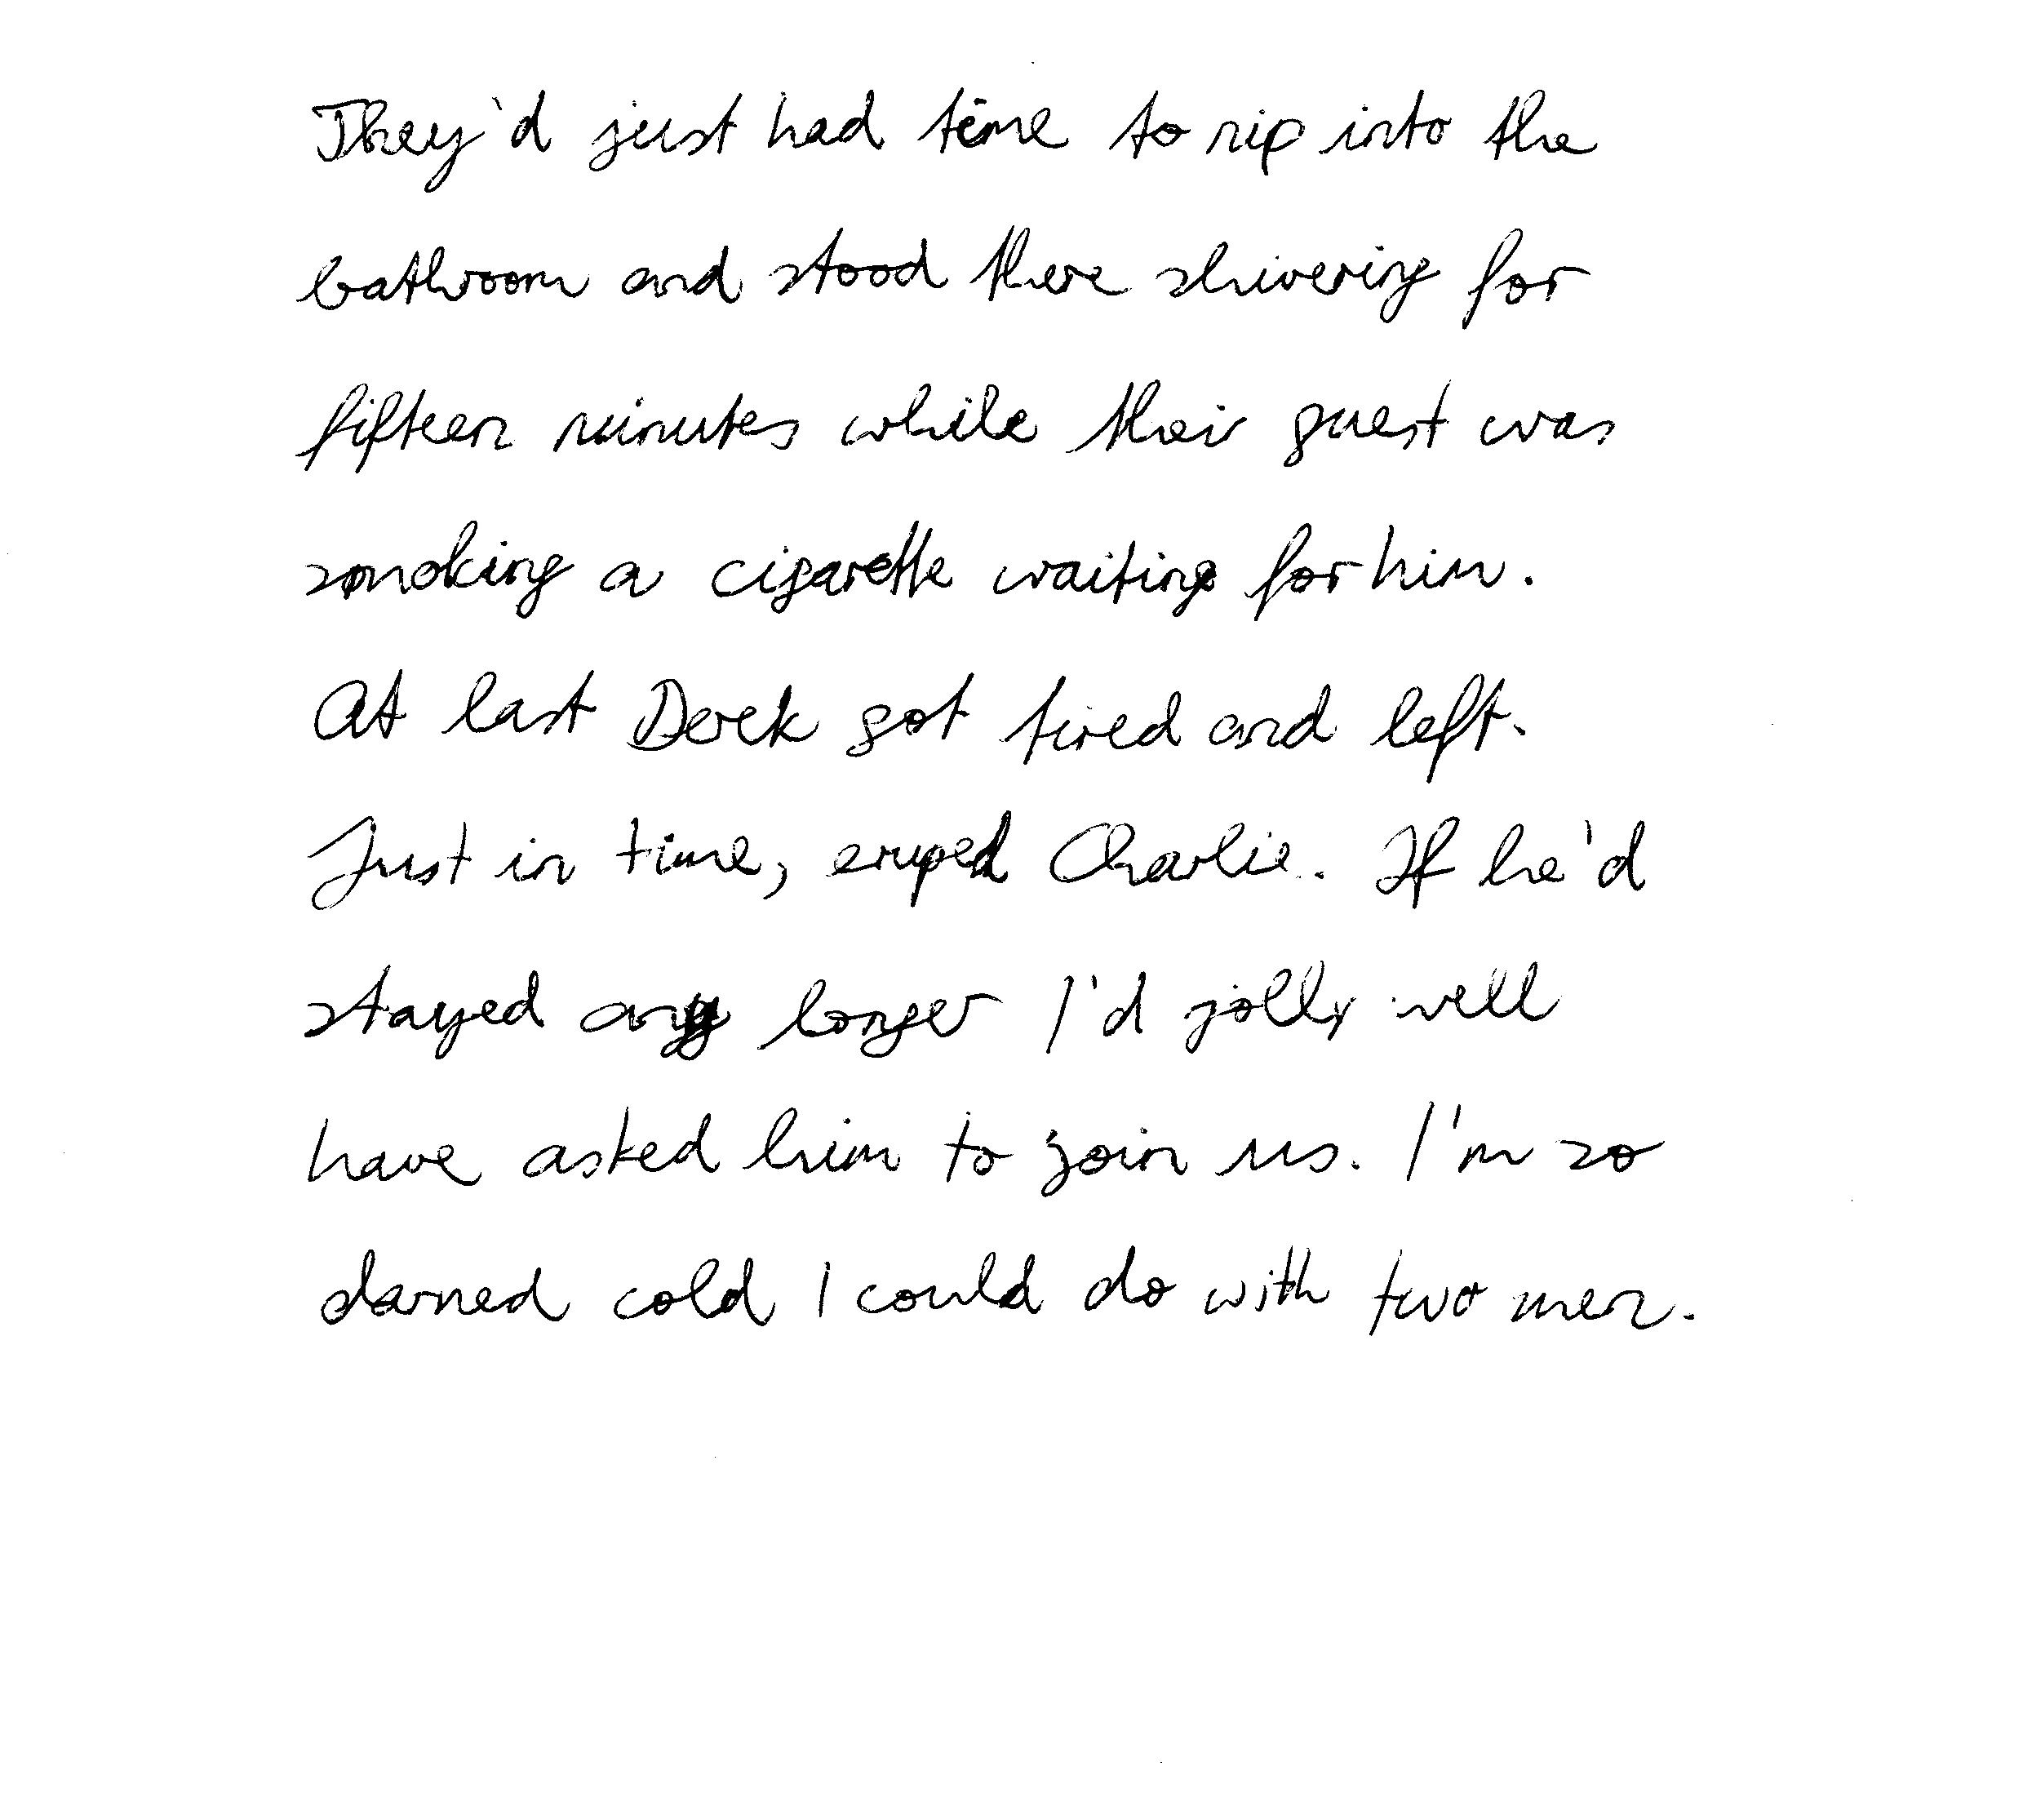 They'd just had time to nip into the
bathroom and stood there shivering for
fifteen minutes while their guest was
smoking a cigarette waiting for him.
At last Derek got tired and left.
Just in time, Charlie. If he'd
stayed any longer I'd jolly well
have asked him to join us. I'm so
darned cold I could do with two men.